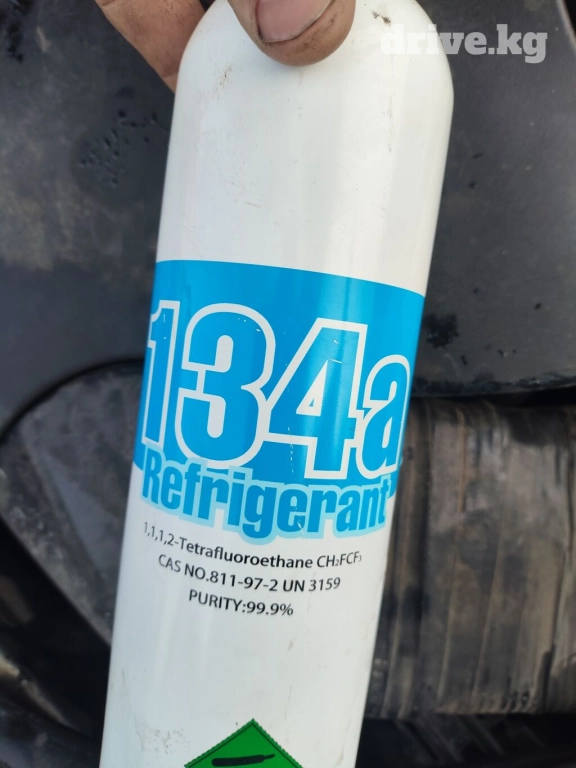 drive.kg
134a
Refrigerant
1,1,1,2-Tetrafluoroethane CH₂FCF₃
CAS NO.811-97-2 UN 3159
PURITY:99.9%